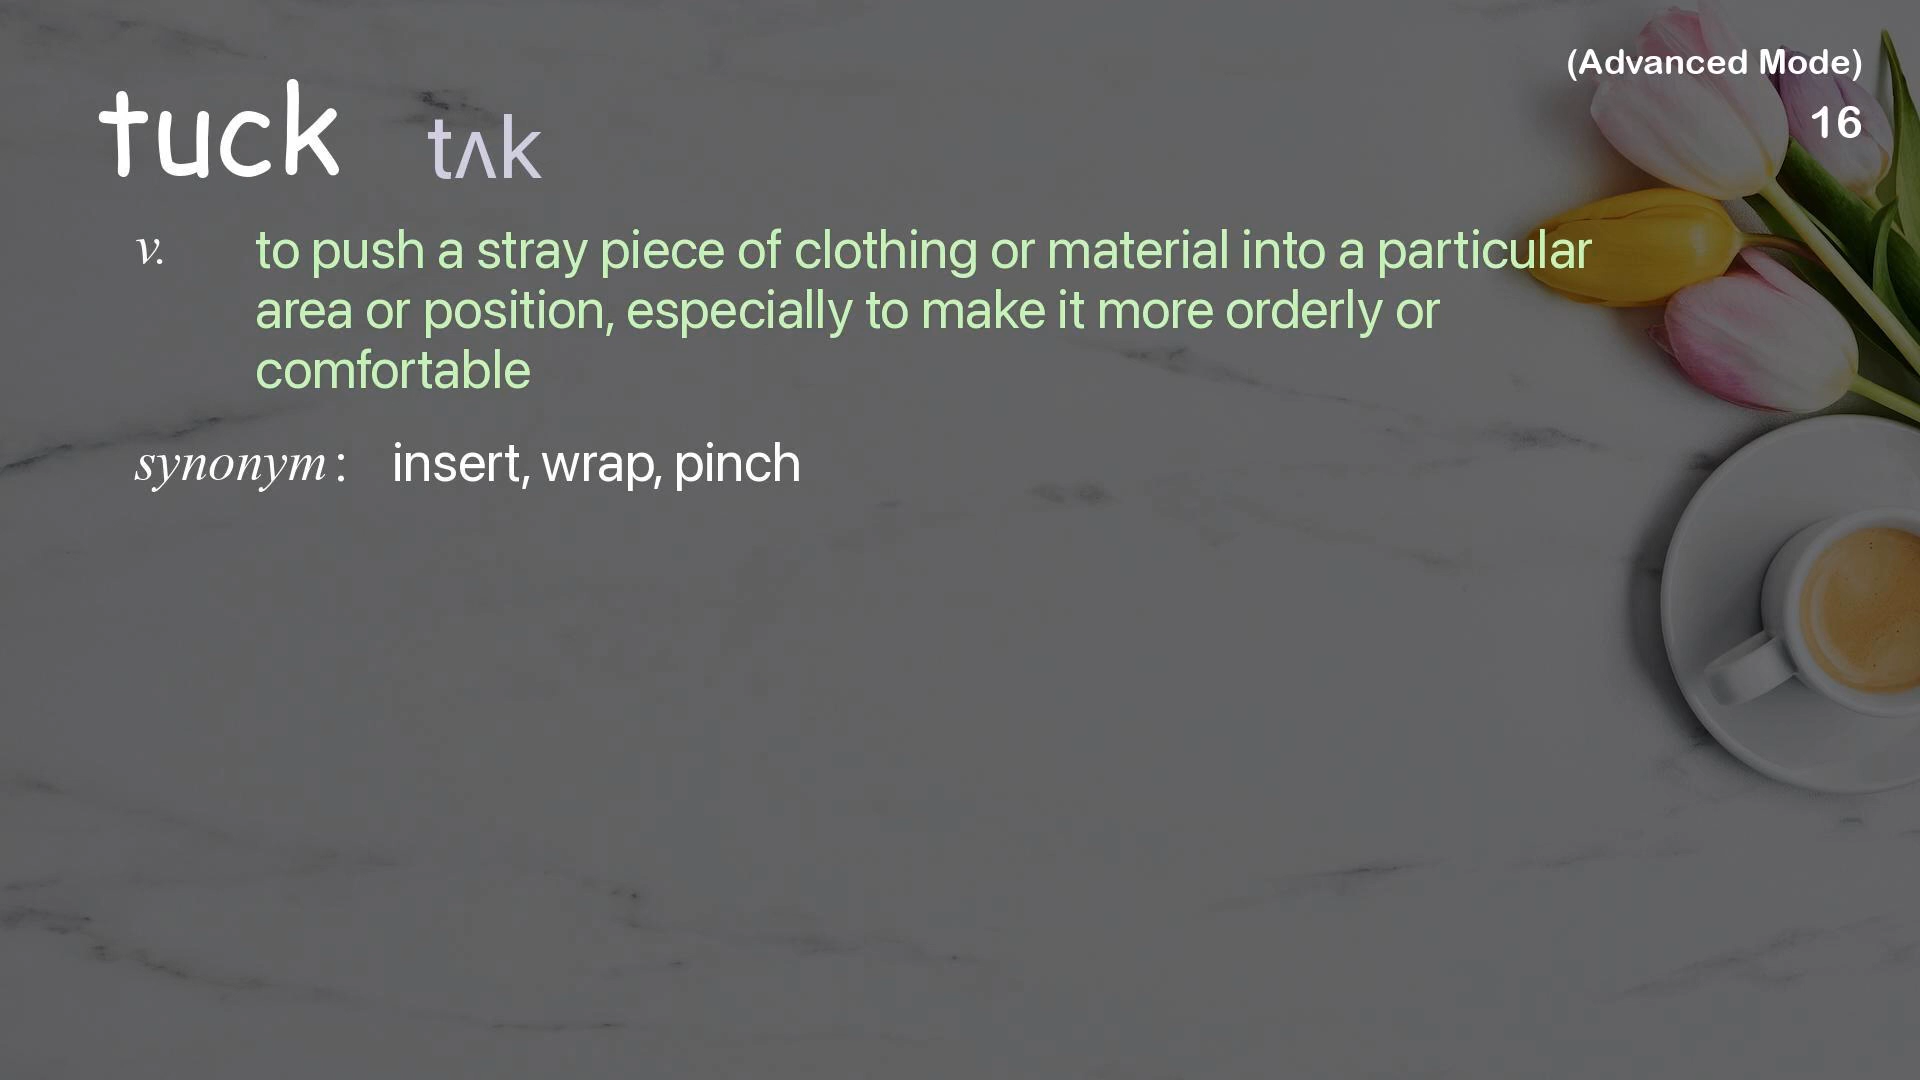 (Advanced Mode)
16
tuck tʌk
v. to push a stray piece of clothing or material into a particular
area or position, especially to make it more orderly or
comfortable
synonym : insert, wrap, pinch